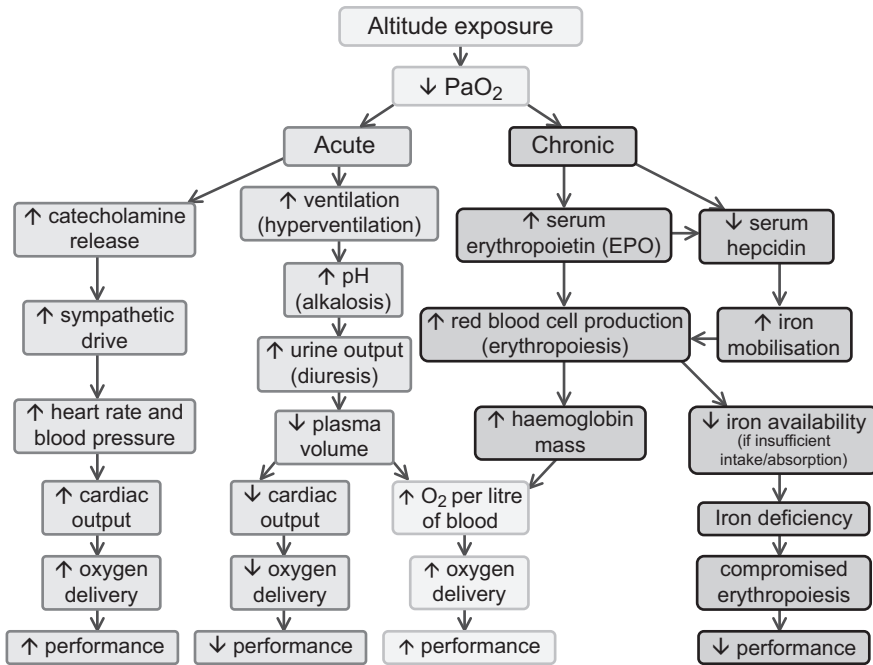 Altitude exposure
↓ PaO₂
Acute
Chronic
↑ catecholamine
release
↑ ventilation
(hyperventilation)
↑ serum
erythropoietin (EPO)
↓ serum
hepcidin
↑ pH
(alkalosis)
↑ sympathetic
drive
↑ urine output
(diuresis)
↑ red blood cell production
(erythropoiesis)
↑ iron
mobilisation
↑ heart rate and
blood pressure
↓ plasma
volume
↑ haemoglobin
mass
↓ iron availability
(if insufficient
intake/absorption)
↑ cardiac
output
↓ cardiac
output
↑ O₂ per litre
of blood
Iron deficiency
↑ oxygen
delivery
↓ oxygen
delivery
↑ oxygen
delivery
compromised
erythropoiesis
↑ performance
↓ performance
↑ performance
↓ performance